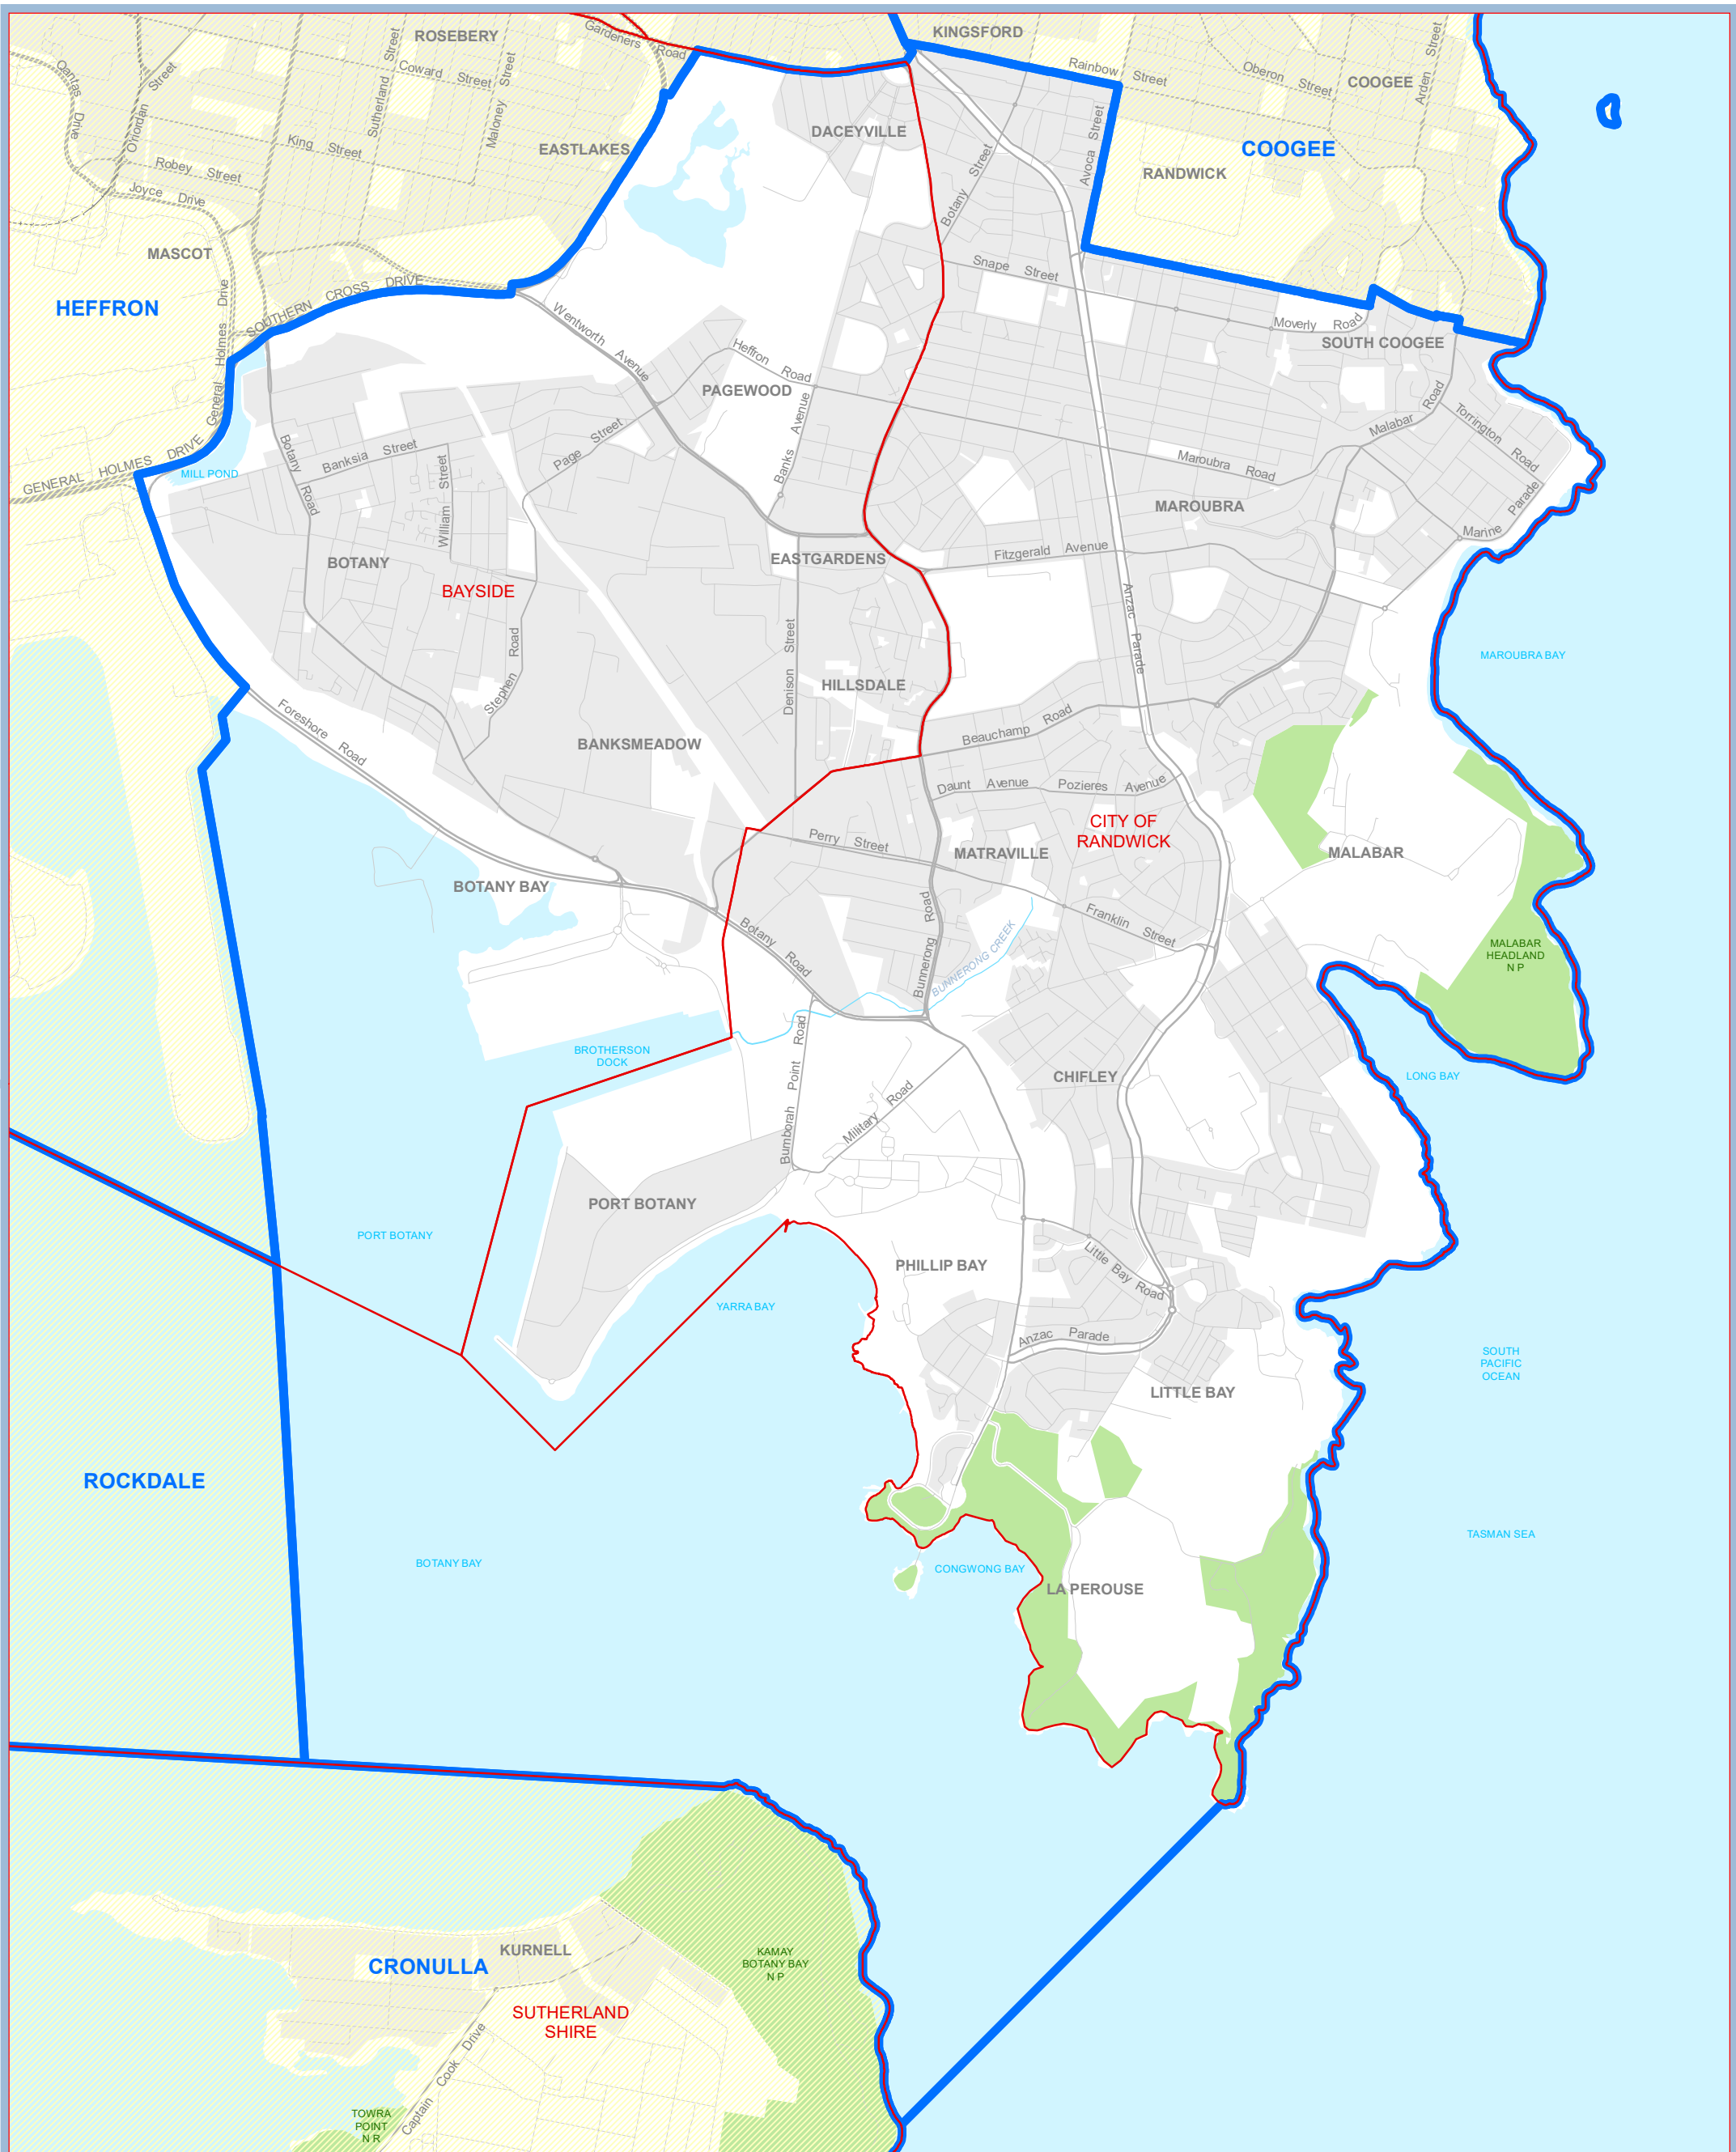 ROSEBERY
KINGSFORD
Gardeners Road
Qantas Drive
Oriordan Street
Coward Street
Sutherland Street
Maloney Street
Rainbow Street
Oberon Street
COOGEE
Arden Street
DACEYVILLE
King Street
EASTLAKES
Avoca Street
COOGEE
RANDWICK
Robey Street
Joyce Drive
Botany Street
MASCOT
HEFFRON
SOUTHERN CROSS DRIVE
General Holmes Drive
Snape Street
Moverly Road
SOUTH COOGEE
Wentworth Avenue
Heffron Road
PAGEWOOD
Banks Avenue
Malabar Road
Torrington Road
Page Street
Botany Road
Banksia Street
GENERAL HOLMES DRIVE
MILL POND
Maroubra Road
MAROUBRA
Marine Parade
William Street
BOTANY
BAYSIDE
EASTGARDENS
Fitzgerald Avenue
Anzac Parade
Denison Street
Stephen Road
MAROUBRA BAY
HILLSDALE
Foreshore Road
BANKSMEADOW
Beauchamp Road
Daunt Avenue
Pozieres Avenue
CITY OF
RANDWICK
Perry Street
MATRAVILLE
MALABAR
BOTANY BAY
Botany Road
Bunnerong Road
BUNNERONG CREEK
Franklin Street
MALABAR
HEADLAND
N P
BROTHERSON
DOCK
Bumborah Point Road
Military Road
CHIFLEY
LONG BAY
PORT BOTANY
PORT BOTANY
PHILLIP BAY
Little Bay Road
YARRA BAY
Anzac Parade
SOUTH
PACIFIC
OCEAN
LITTLE BAY
ROCKDALE
TASMAN SEA
BOTANY BAY
CONGWONG BAY
LA PEROUSE
KURNELL
CRONULLA
KAMAY
BOTANY BAY
N P
SUTHERLAND
SHIRE
Captain Cook Drive
TOWRA
POINT
N R